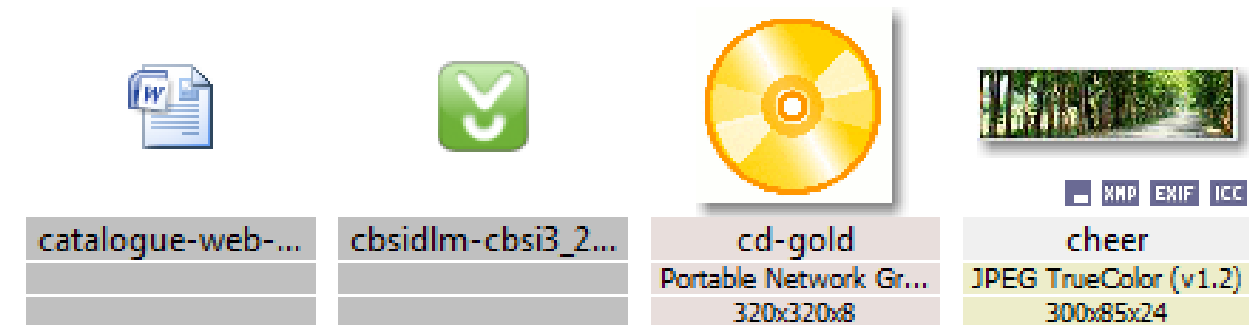 W
XMP EXIF ICC
catalogue-web-...
cbsidlm-cbsi3_2...
cd-gold
cheer
Portable Network Gr...
JPEG TrueColor (v1.2)
320x320x8
300x85x24